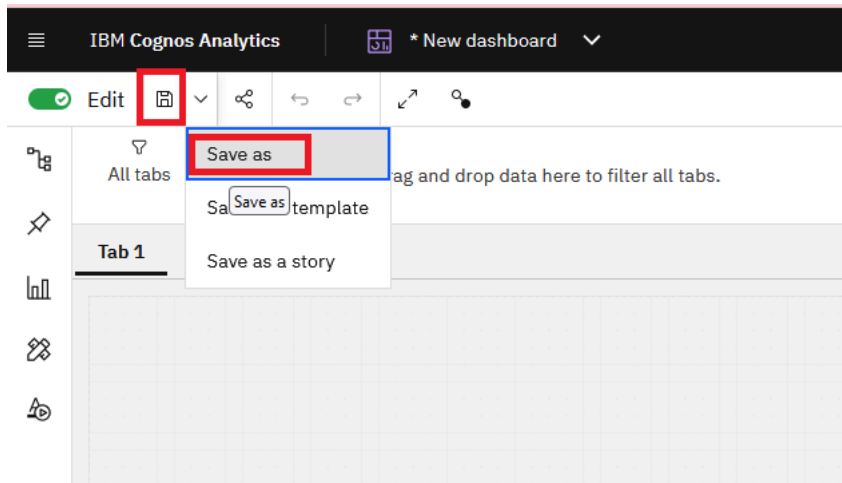 IBM Cognos Analytics
* New dashboard
Edit
Save as
All tabs
ag and drop data here to filter all tabs.
Save as
Sa template
Tab 1
Save as a story